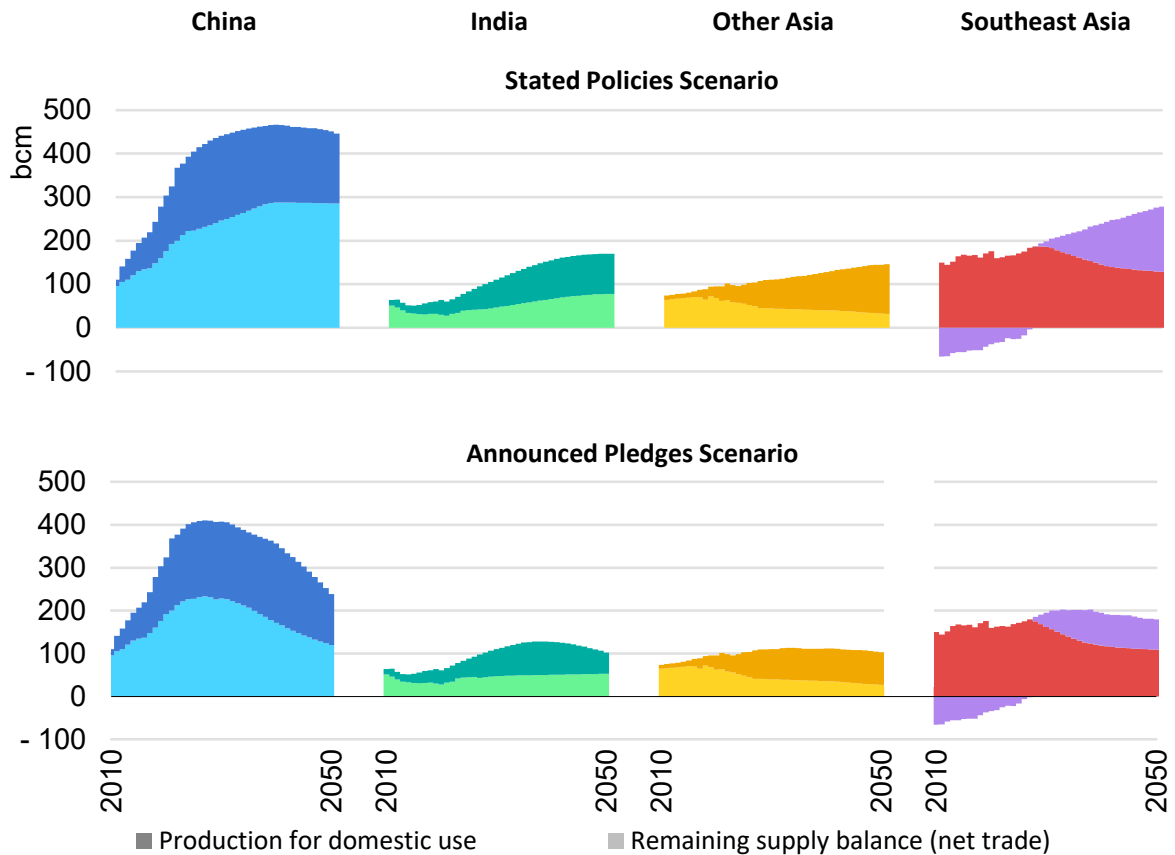 China India Other Asia Southeast Asia
Stated Policies Scenario
bcm
500
400
300
200
100
0
- 100
Announced Pledges Scenario
500
400
300
200
100
0
- 100
2010 2050 2010 2050 2010 2050 2010 2050
Production for domestic use Remaining supply balance (net trade)